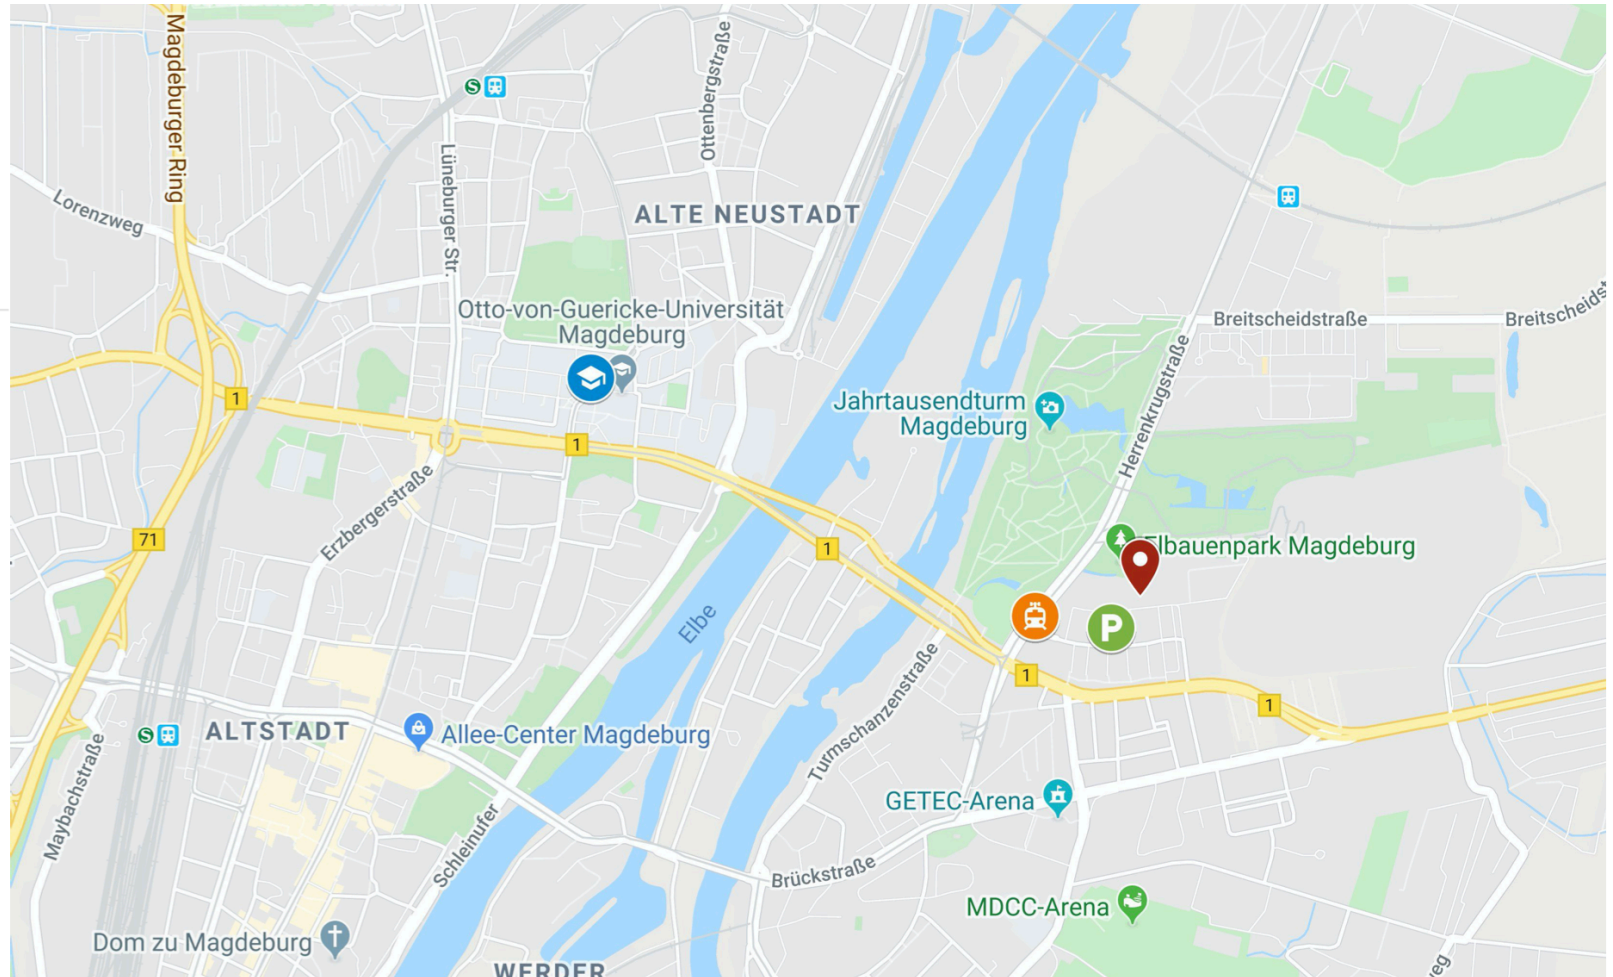 Magdeburger Ring
Ottenbergstraße
S
Lüneburger Str.
Lorenzweg
ALTE NEUSTADT
Otto-von-Guericke-Universität
Magdeburg
Breitscheidstraße
Breitscheidst
Herrenkrugstraße
Jahrtausendturm
Magdeburg
1
1
Erzbergerstraße
71
1
Elbauenpark Magdeburg
Elbe
P
1
Turmschanzenstraße
1
S
ALTSTADT
Allee-Center Magdeburg
Maybachstraße
GETEC-Arena
Schleinufer
Brückstraße
MDCC-Arena
Dom zu Magdeburg
WERDER
weg